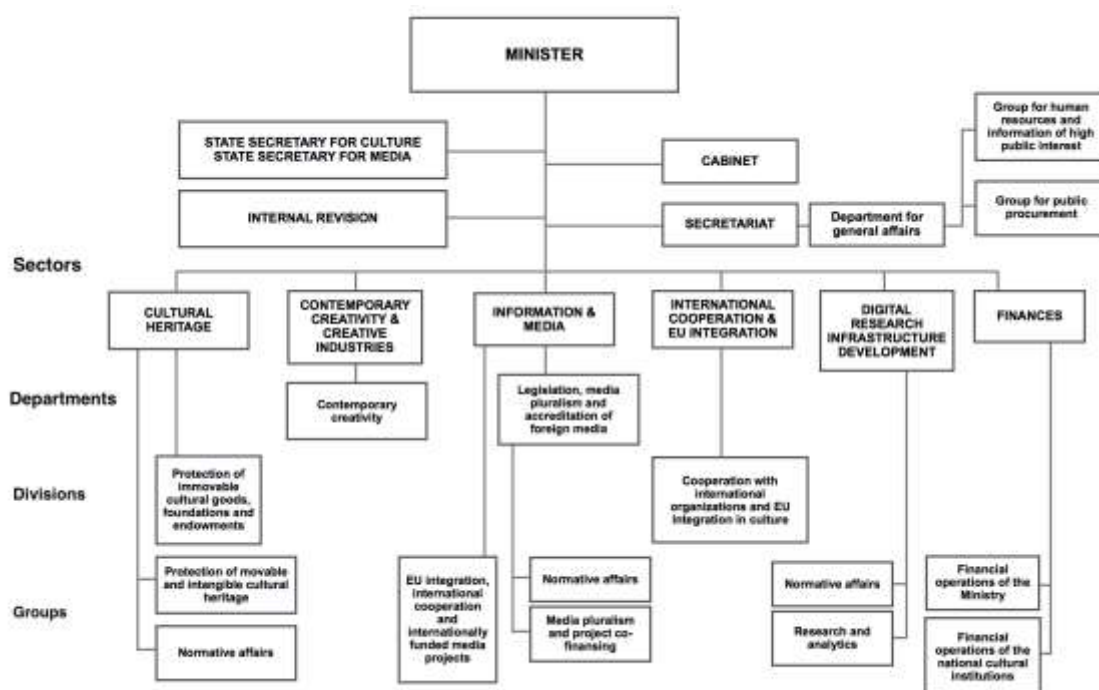 MINISTER
STATE SECRETARY FOR CULTURE
STATE SECRETARY FOR MEDIA
CABINET
Group for human
resources and
information of high
public interest
INTERNAL REVISION
SECRETARIAT
Department for
general affairs
Group for public
procurement
Sectors
CULTURAL
HERITAGE
CONTEMPORARY
CREATIVITY &
CREATIVE
INDUSTRIES
INFORMATION &
MEDIA
INTERNATIONAL
COOPERATION &
EU INTEGRATION
DIGITAL
RESEARCH
INFRASTRUCTURE
DEVELOPMENT
FINANCES
Departments
Contemporary
creativity
Legislation, media
pluralism and
accreditation of
foreign media
Divisions
Protection of
immovable
cultural goods,
foundations and
endowments
Cooperation with
international
organizations and EU
integration in culture
Groups
Protection of movable
and intangible cultural
heritage
Normative affairs
EU integration,
international
cooperation
and
internationally
funded media
projects
Normative affairs
Media pluralism
and project co-
finansing
Normative affairs
Research and
analytics
Financial
operations of the
Ministry
Financial
operations of the
national cultural
institutions